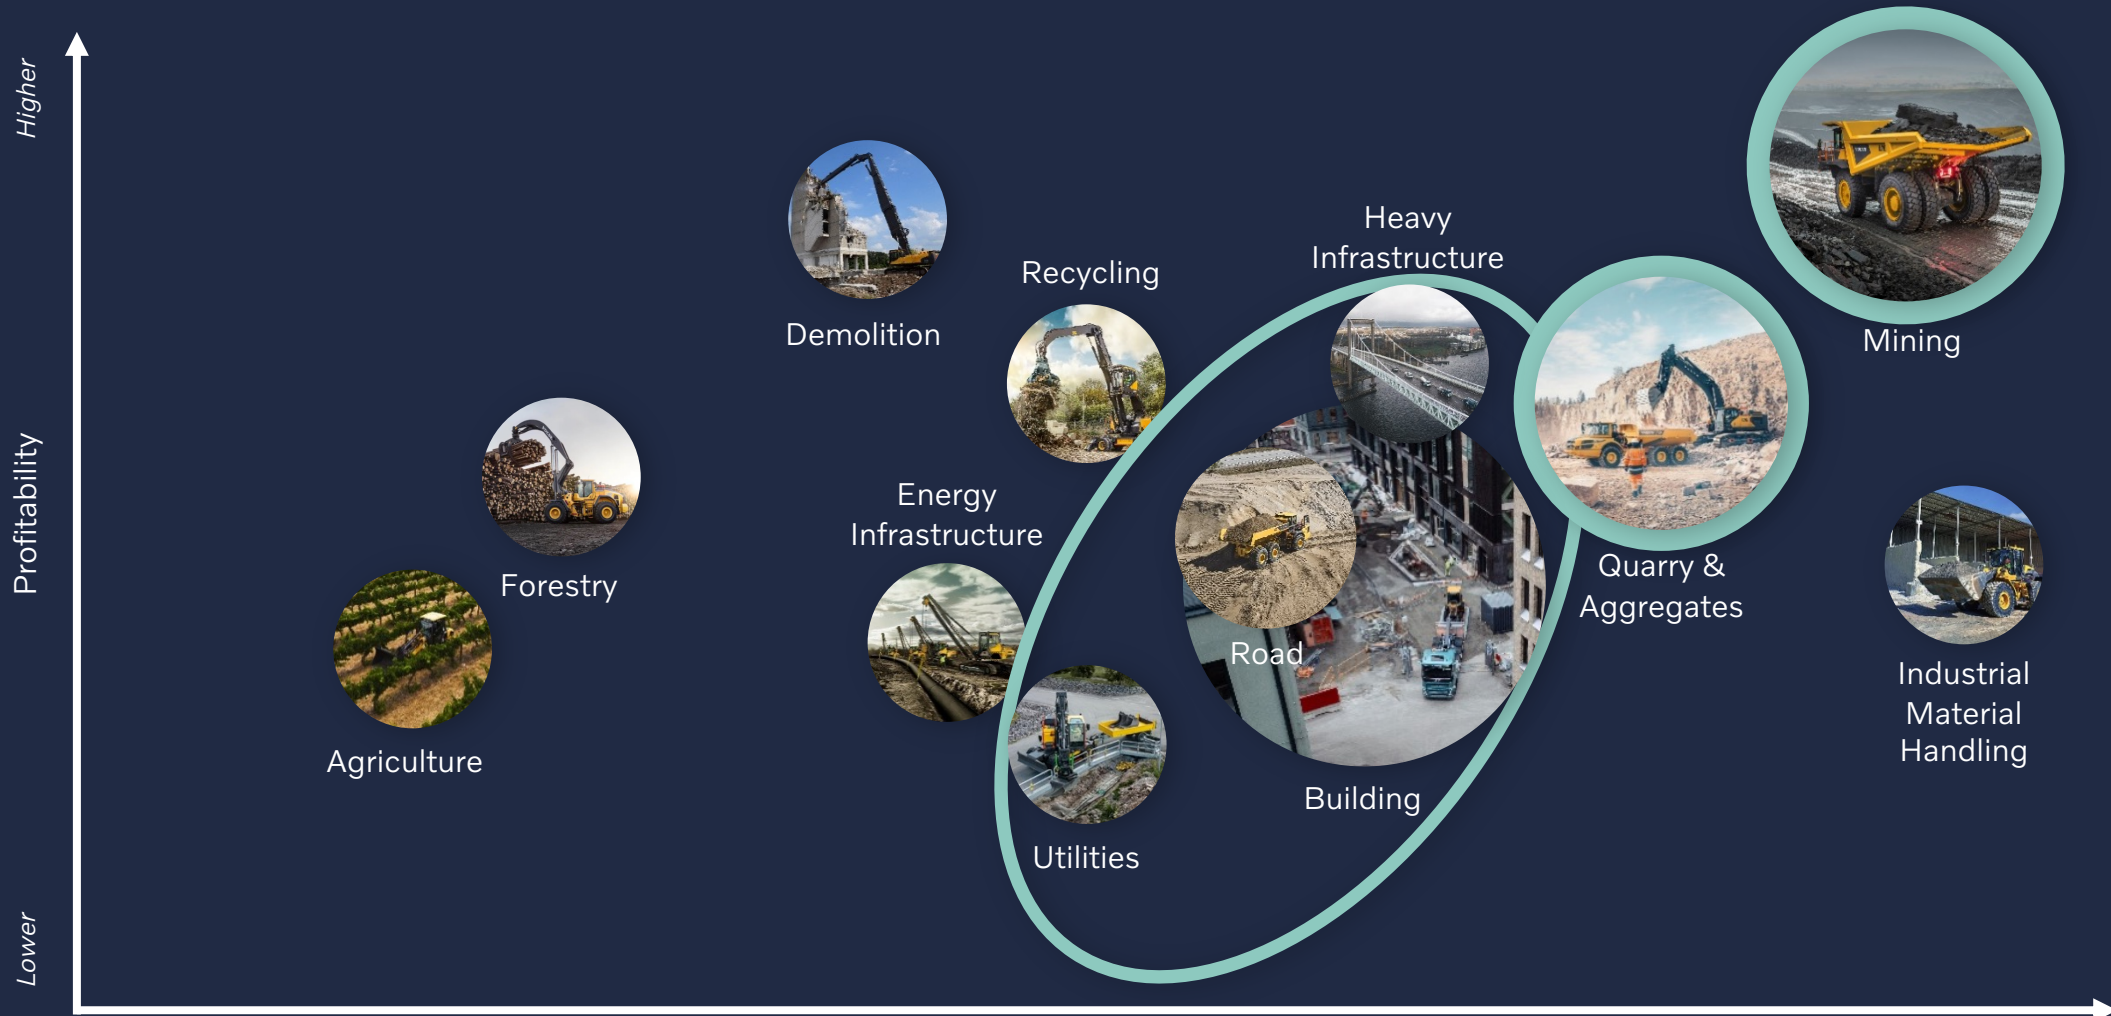 Higher
Profitability
Lower
Demolition
Recycling
Heavy
Infrastructure
Mining
Forestry
Energy
Infrastructure
Quarry &
Aggregates
Agriculture
Road
Industrial
Material
Handling
Building
Utilities